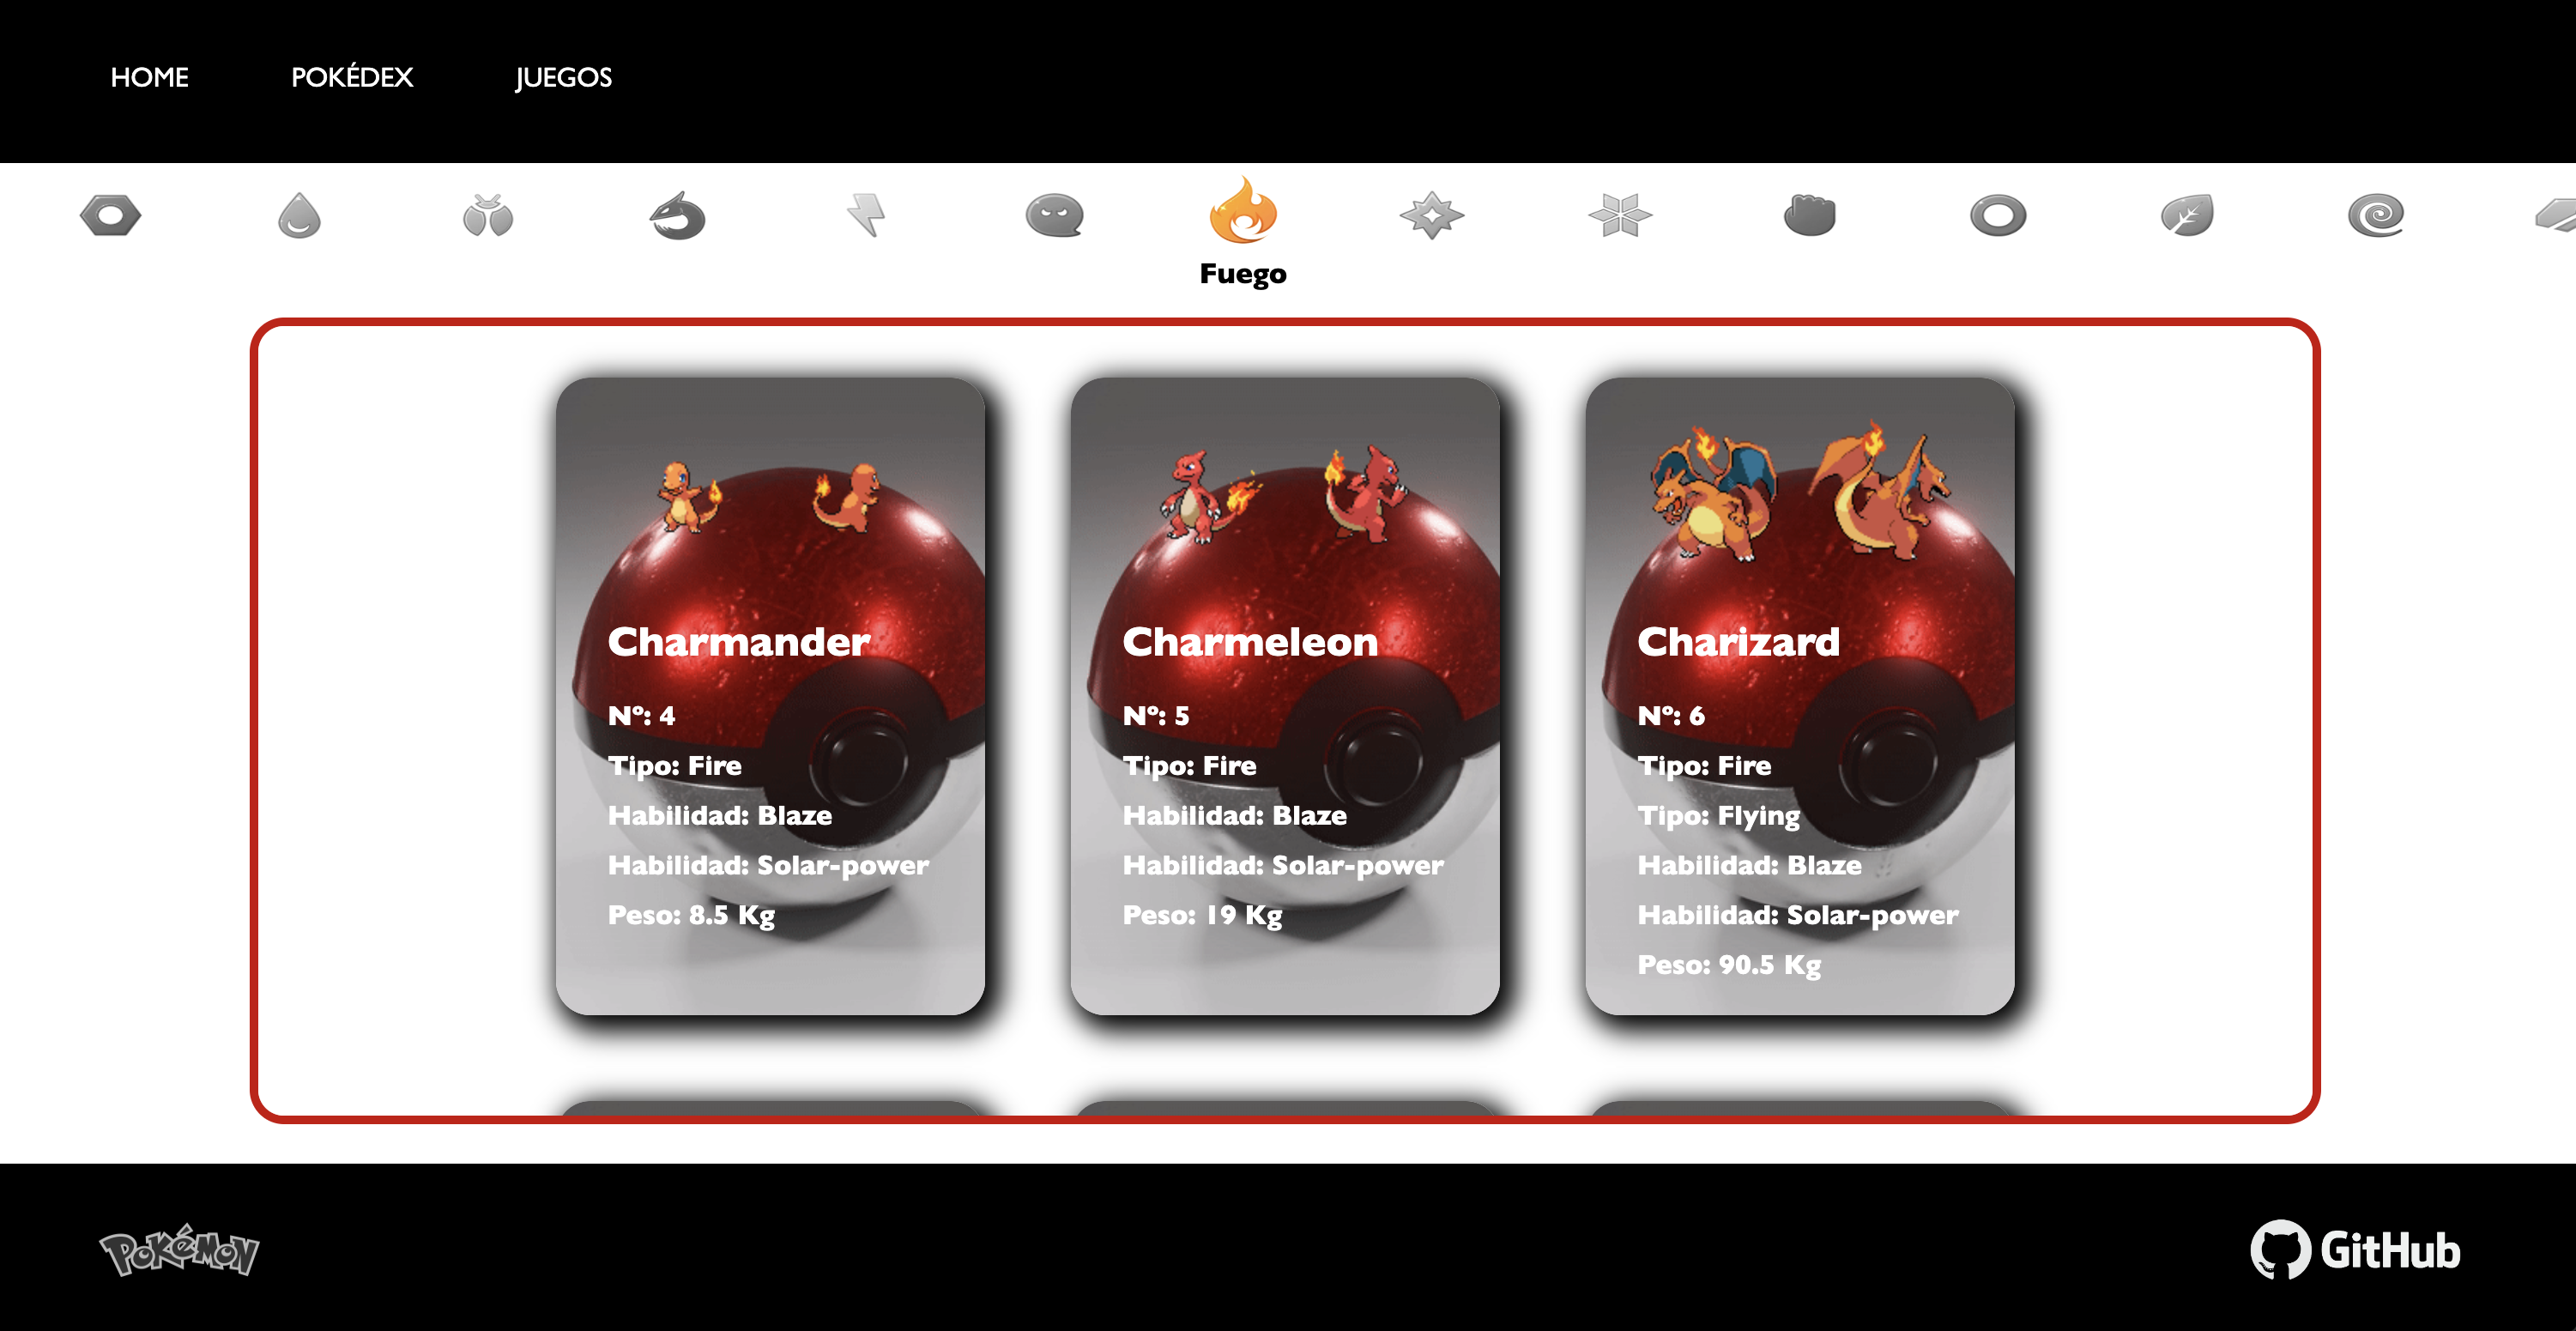 HOME POKÉDEX JUEGOS
Fuego
Charmander
Nº: 4
Tipo: Fire
Habilidad: Blaze
Habilidad: Solar-power
Peso: 8.5 Kg
Charmeleon
Nº: 5
Tipo: Fire
Habilidad: Blaze
Habilidad: Solar-power
Peso: 19 Kg
Charizard
Nº: 6
Tipo: Fire
Tipo: Flying
Habilidad: Blaze
Habilidad: Solar-power
Peso: 90.5 Kg
POKéMON
GitHub